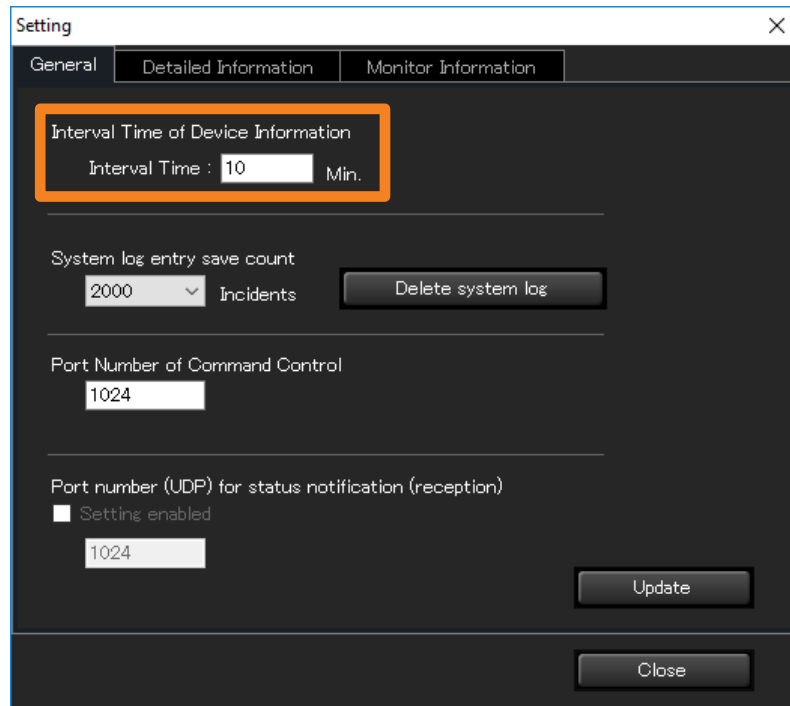 Setting
General Detailed Information Monitor Information
Interval Time of Device Information
Interval Time : 10 Min.
System log entry save count
2000 Incidents Delete system log
Port Number of Command Control
1024
Port number (UDP) for status notification (reception)
Setting enabled
1024
Update
Close